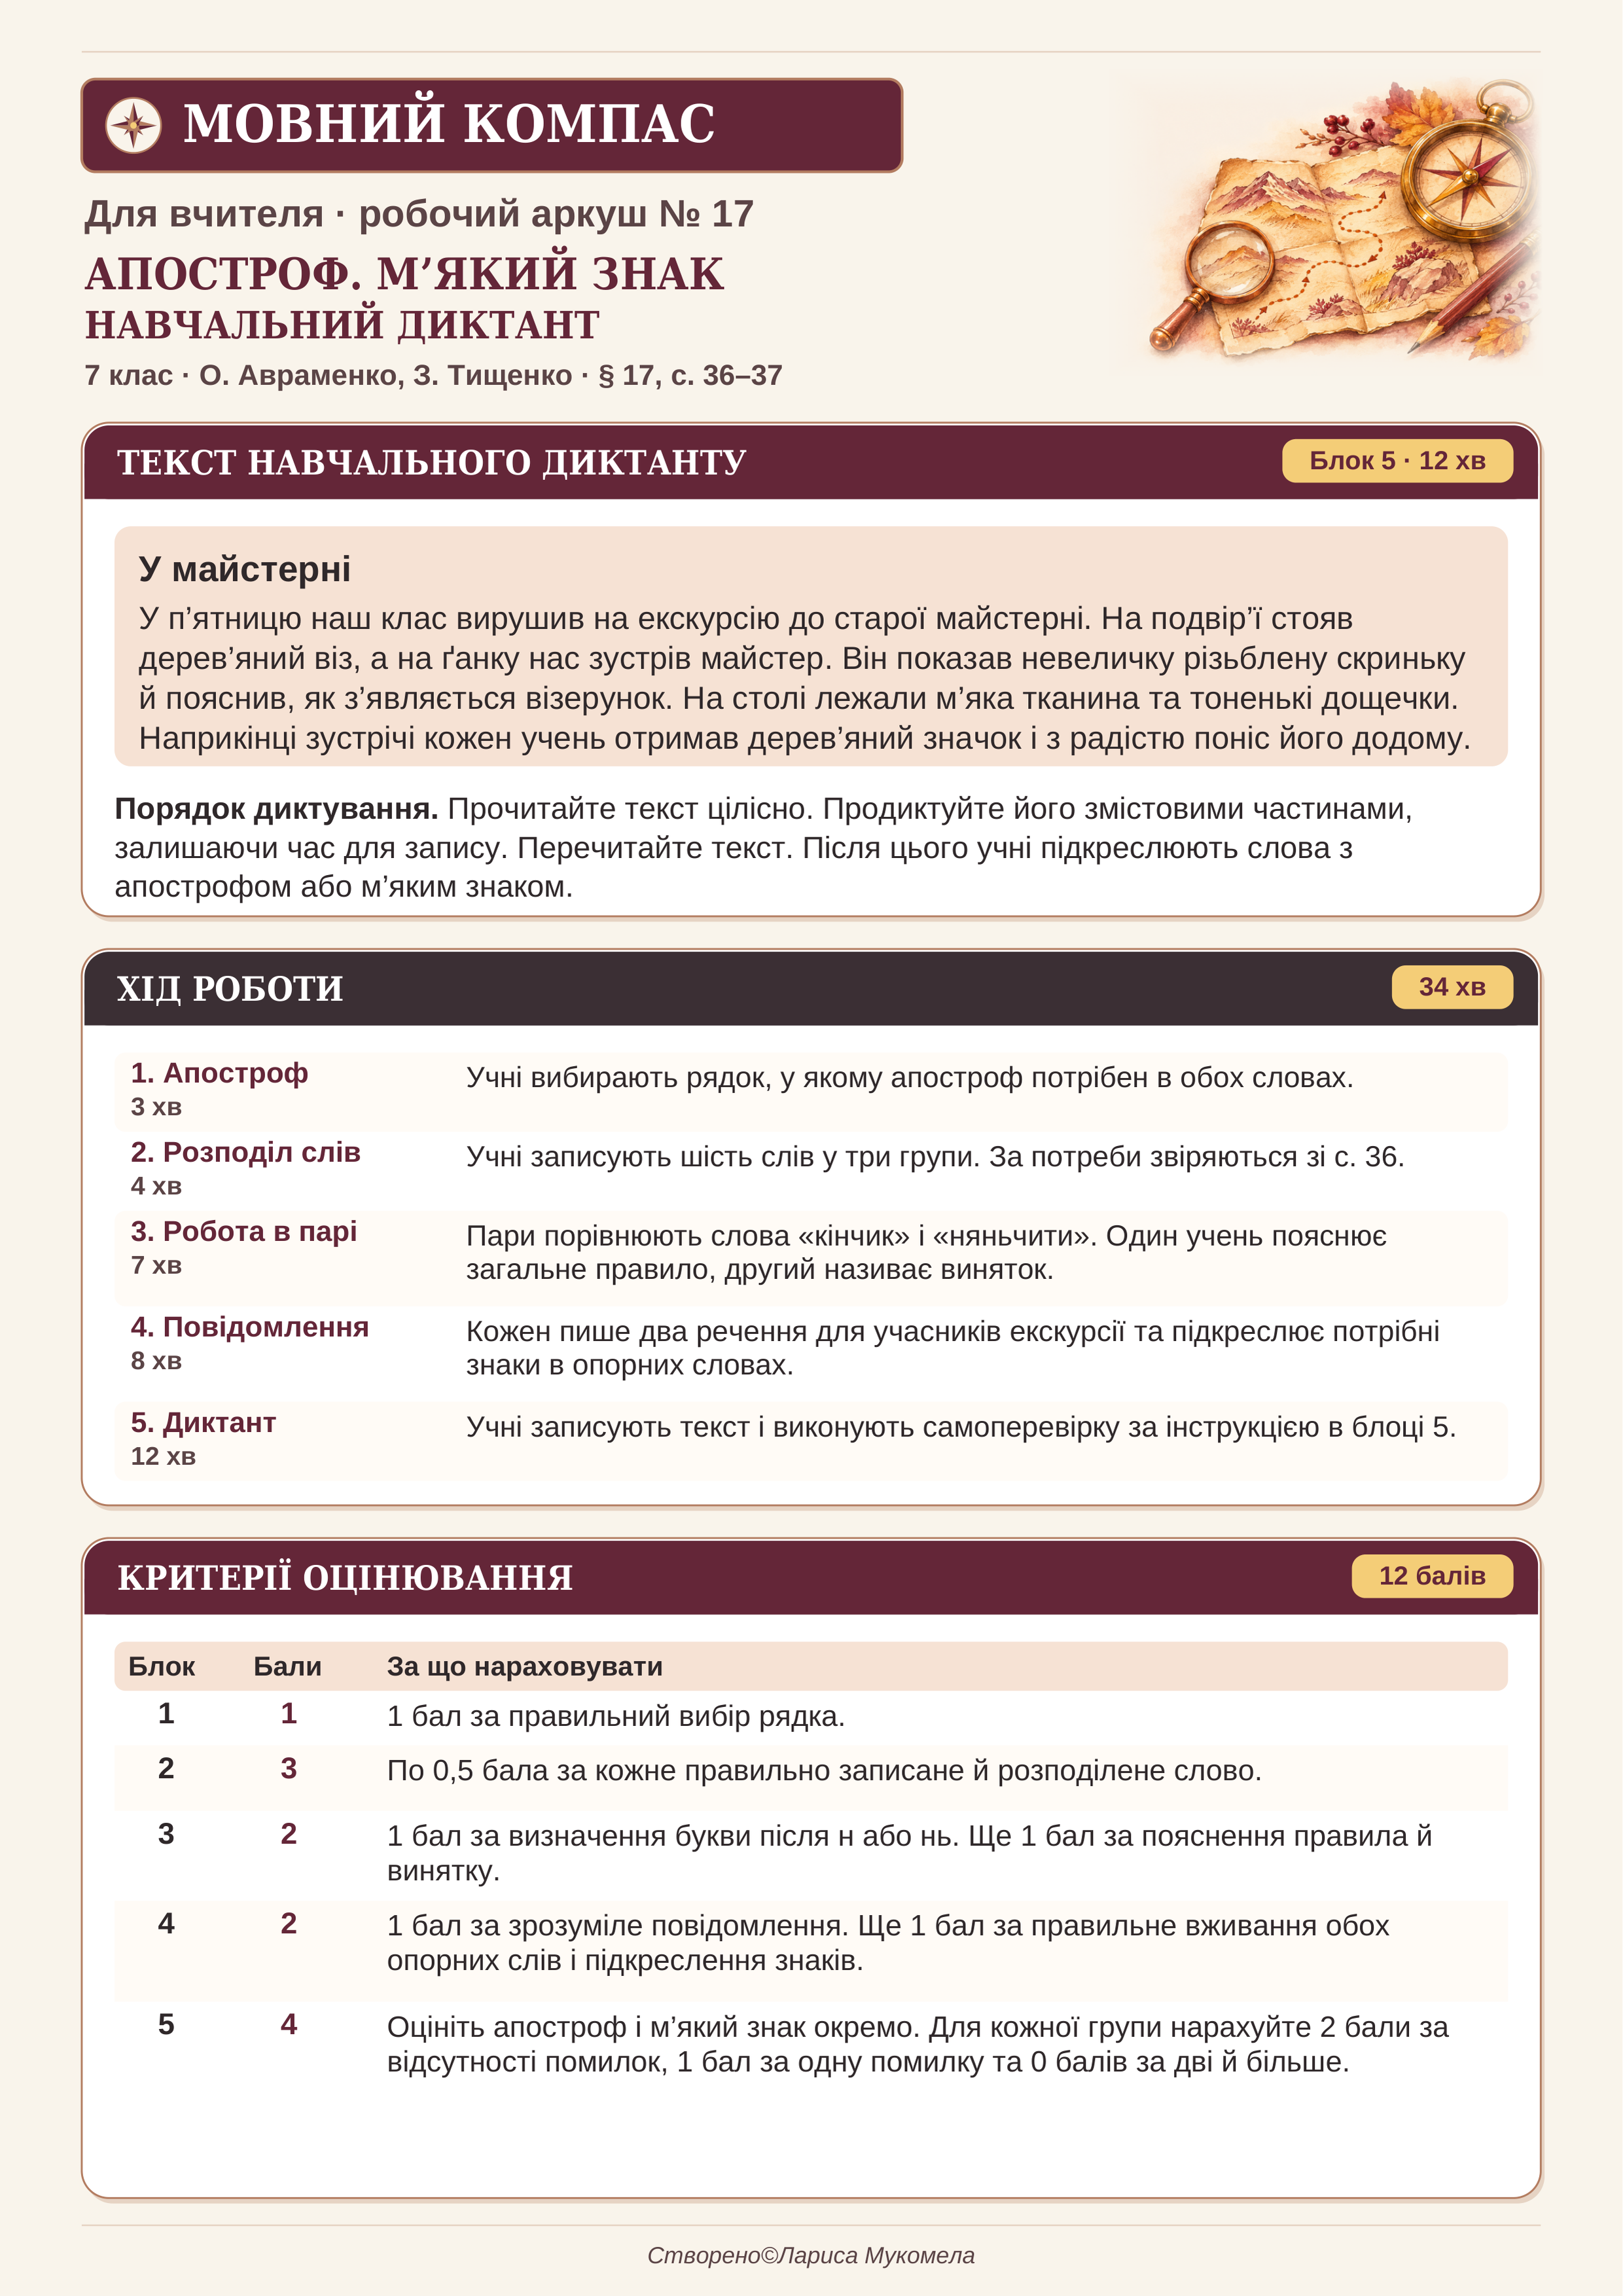 МОВНИЙ КОМПАС
Для вчителя · робочий аркуш № 17
АПОСТРОФ. М’ЯКИЙ ЗНАК
НАВЧАЛЬНИЙ ДИКТАНТ
7 клас · О. Авраменко, З. Тищенко · § 17, с. 36–37
ТЕКСТ НАВЧАЛЬНОГО ДИКТАНТУ
Блок 5 · 12 хв
У майстерні
У п’ятницю наш клас вирушив на екскурсію до старої майстерні. На подвір’ї стояв
дерев’яний віз, а на ґанку нас зустрів майстер. Він показав невеличку різьблену скриньку
й пояснив, як з’являється візерунок. На столі лежали м’яка тканина та тоненькі дощечки.
Наприкінці зустрічі кожен учень отримав дерев’яний значок і з радістю поніс його додому.
Порядок диктування. Прочитайте текст цілісно. Продиктуйте його змістовими частинами,
залишаючи час для запису. Перечитайте текст. Після цього учні підкреслюють слова з
апострофом або м’яким знаком.
ХІД РОБОТИ
34 хв
1. Апостроф
3 хв
Учні вибирають рядок, у якому апостроф потрібен в обох словах.
2. Розподіл слів
4 хв
Учні записують шість слів у три групи. За потреби звіряються зі с. 36.
3. Робота в парі
7 хв
Пари порівнюють слова «кінчик» і «няньчити». Один учень пояснює
загальне правило, другий називає виняток.
4. Повідомлення
8 хв
Кожен пише два речення для учасників екскурсії та підкреслює потрібні
знаки в опорних словах.
5. Диктант
12 хв
Учні записують текст і виконують самоперевірку за інструкцією в блоці 5.
КРИТЕРІЇ ОЦІНЮВАННЯ
12 балів
Блок Бали За що нараховувати
1 1 1 бал за правильний вибір рядка.
2 3 По 0,5 бала за кожне правильно записане й розподілене слово.
3 2 1 бал за визначення букви після н або нь. Ще 1 бал за пояснення правила й
винятку.
4 2 1 бал за зрозуміле повідомлення. Ще 1 бал за правильне вживання обох
опорних слів і підкреслення знаків.
5 4 Оцініть апостроф і м’який знак окремо. Для кожної групи нарахуйте 2 бали за
відсутності помилок, 1 бал за одну помилку та 0 балів за дві й більше.
Створено©Лариса Мукомела